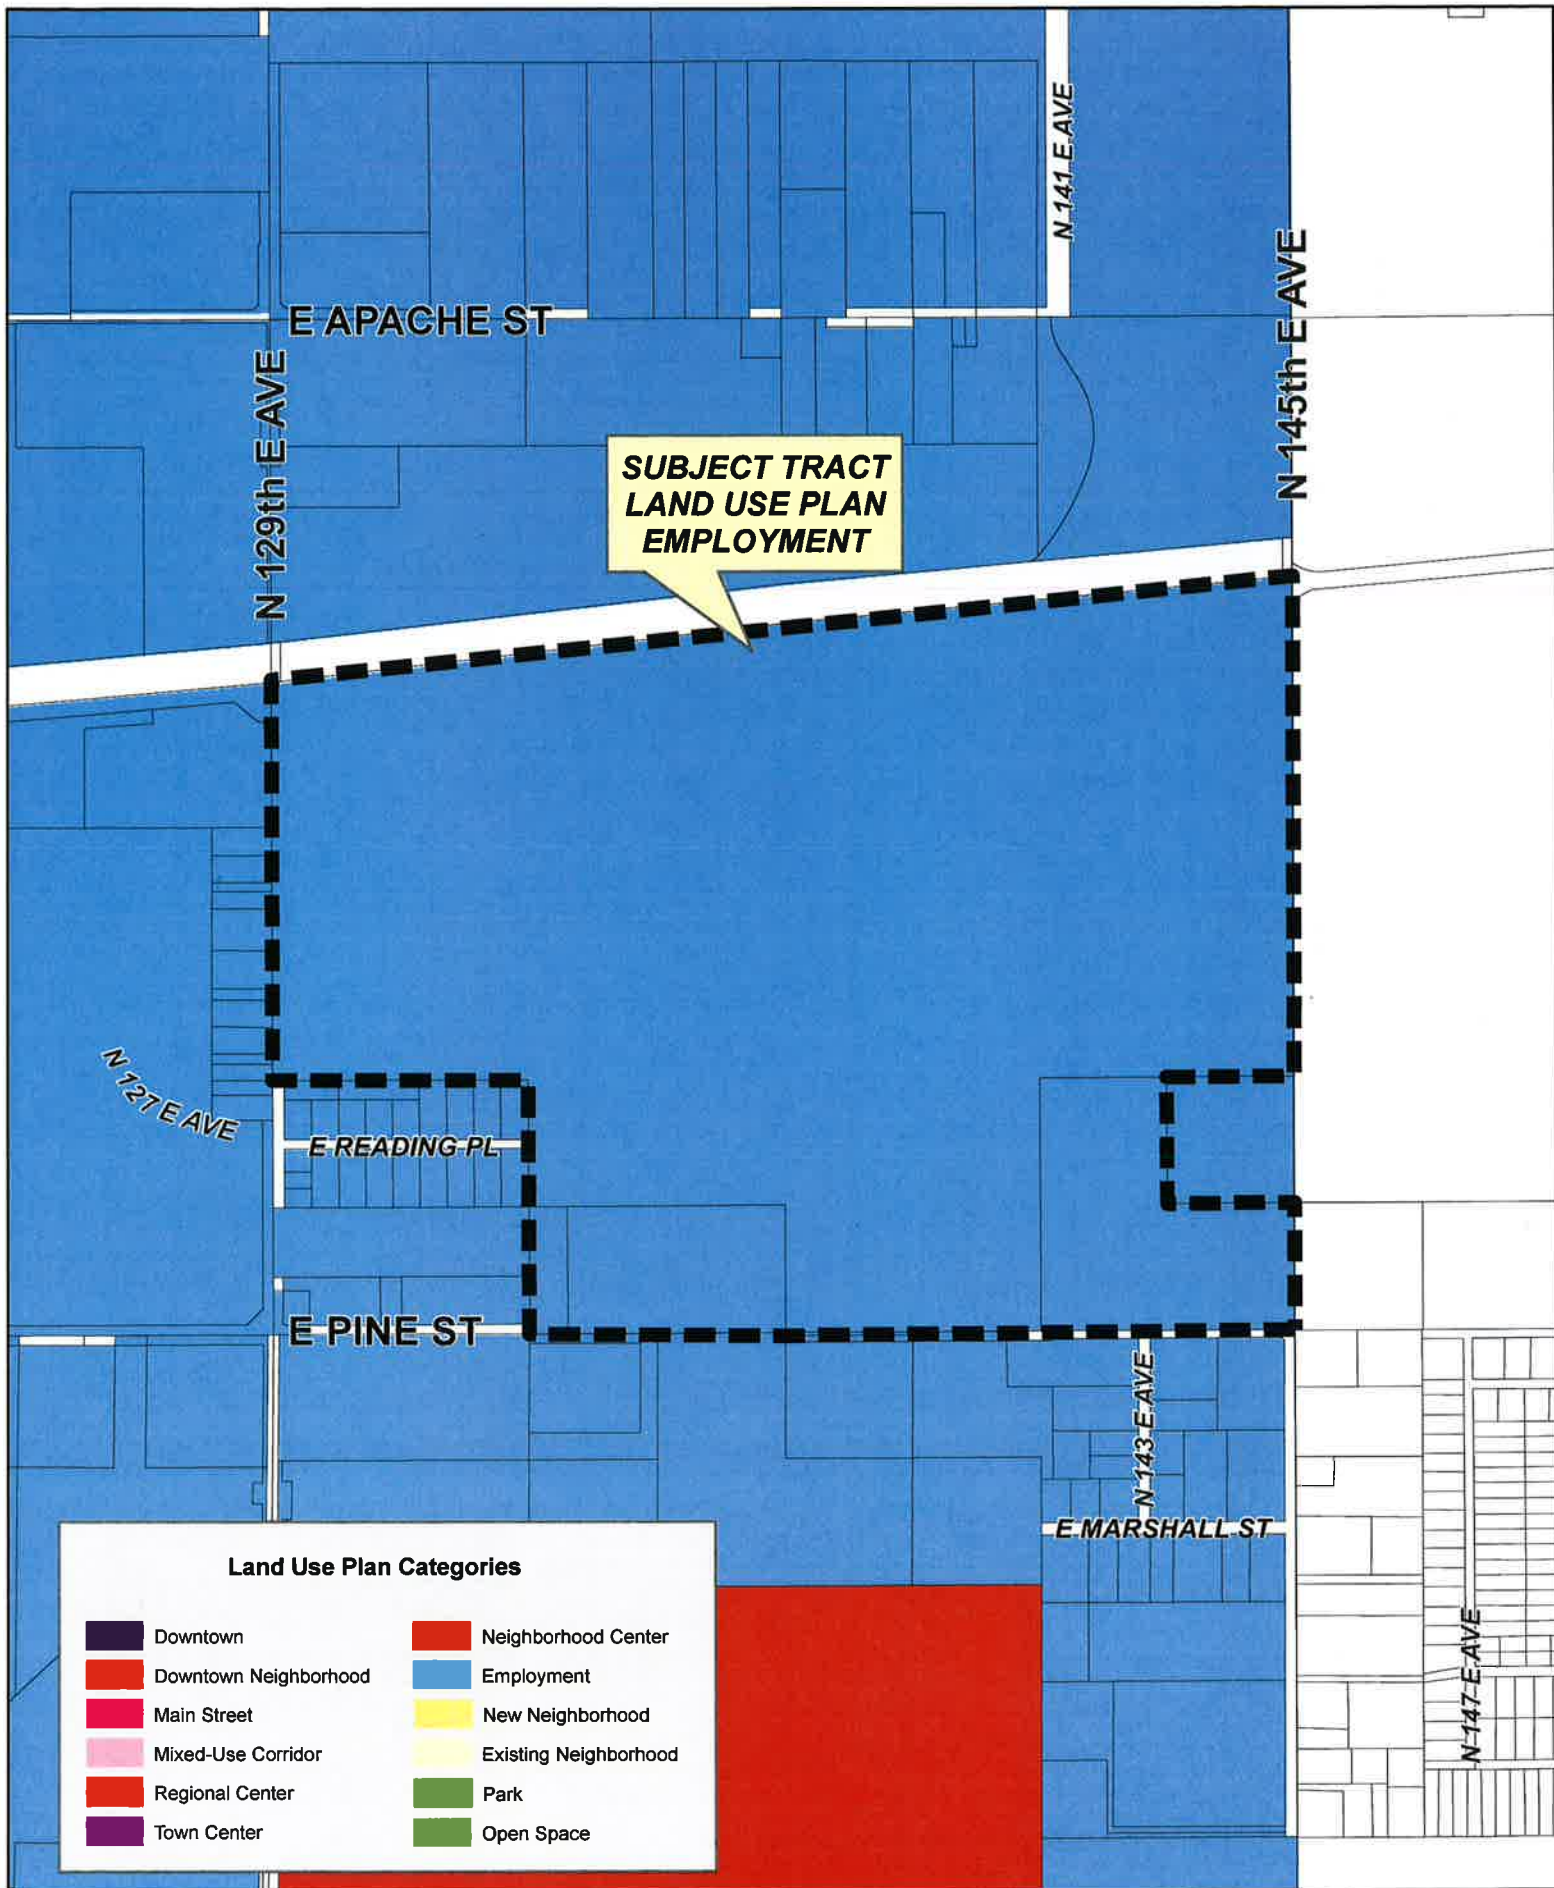 N 141 E AVE
N 145th E AVE
E APACHE ST
N 129th E AVE
SUBJECT TRACT
LAND USE PLAN
EMPLOYMENT
N 127 E AVE
E READING PL
E PINE ST
N 143 E AVE
E MARSHALL ST
N 147 E AVE
Land Use Plan Categories
Downtown
Downtown Neighborhood
Main Street
Mixed-Use Corridor
Regional Center
Town Center
Neighborhood Center
Employment
New Neighborhood
Existing Neighborhood
Park
Open Space